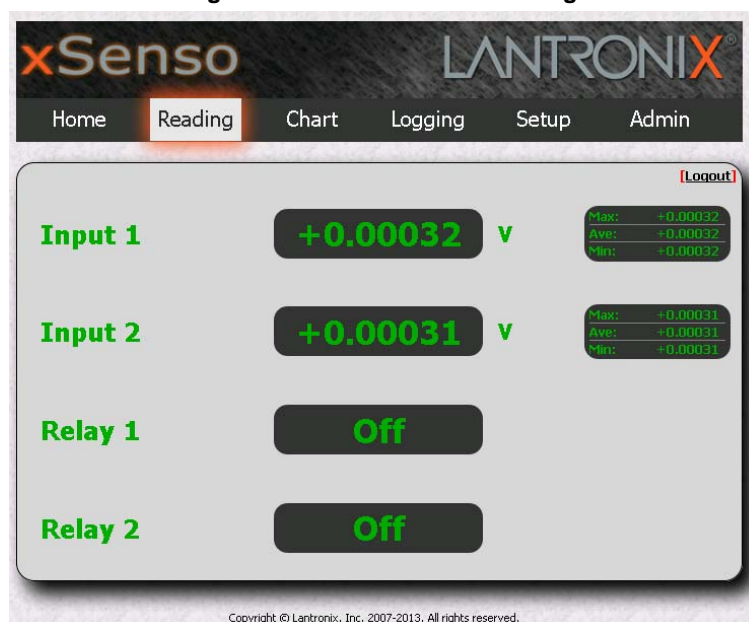 xSenso LANTRONIX®
Home Reading Chart Logging Setup Admin
[Logout]
Input 1 +0.00032 V
Max: +0.00032
Ave: +0.00032
Min: +0.00032
Input 2 +0.00031 V
Max: +0.00031
Ave: +0.00031
Min: +0.00031
Relay 1 Off
Relay 2 Off
Copyright © Lantronix, Inc. 2007-2013. All rights reserved.